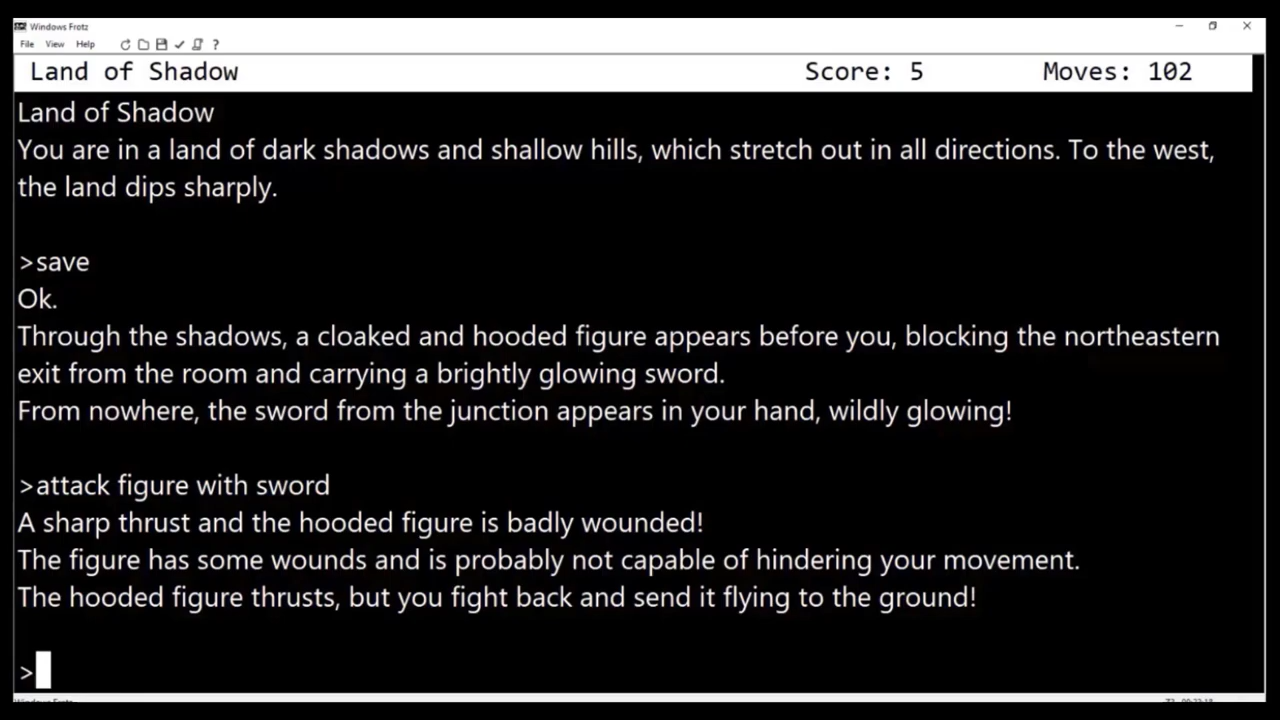 Windows Frotz
File View Help
Land of Shadow Score: 5 Moves: 102
Land of Shadow
You are in a land of dark shadows and shallow hills, which stretch out in all directions. To the west,
the land dips sharply.
>save
Ok.
Through the shadows, a cloaked and hooded figure appears before you, blocking the northeastern
exit from the room and carrying a brightly glowing sword.
From nowhere, the sword from the junction appears in your hand, wildly glowing!
>attack figure with sword
A sharp thrust and the hooded figure is badly wounded!
The figure has some wounds and is probably not capable of hindering your movement.
The hooded figure thrusts, but you fight back and send it flying to the ground!
>
Windows Frotz